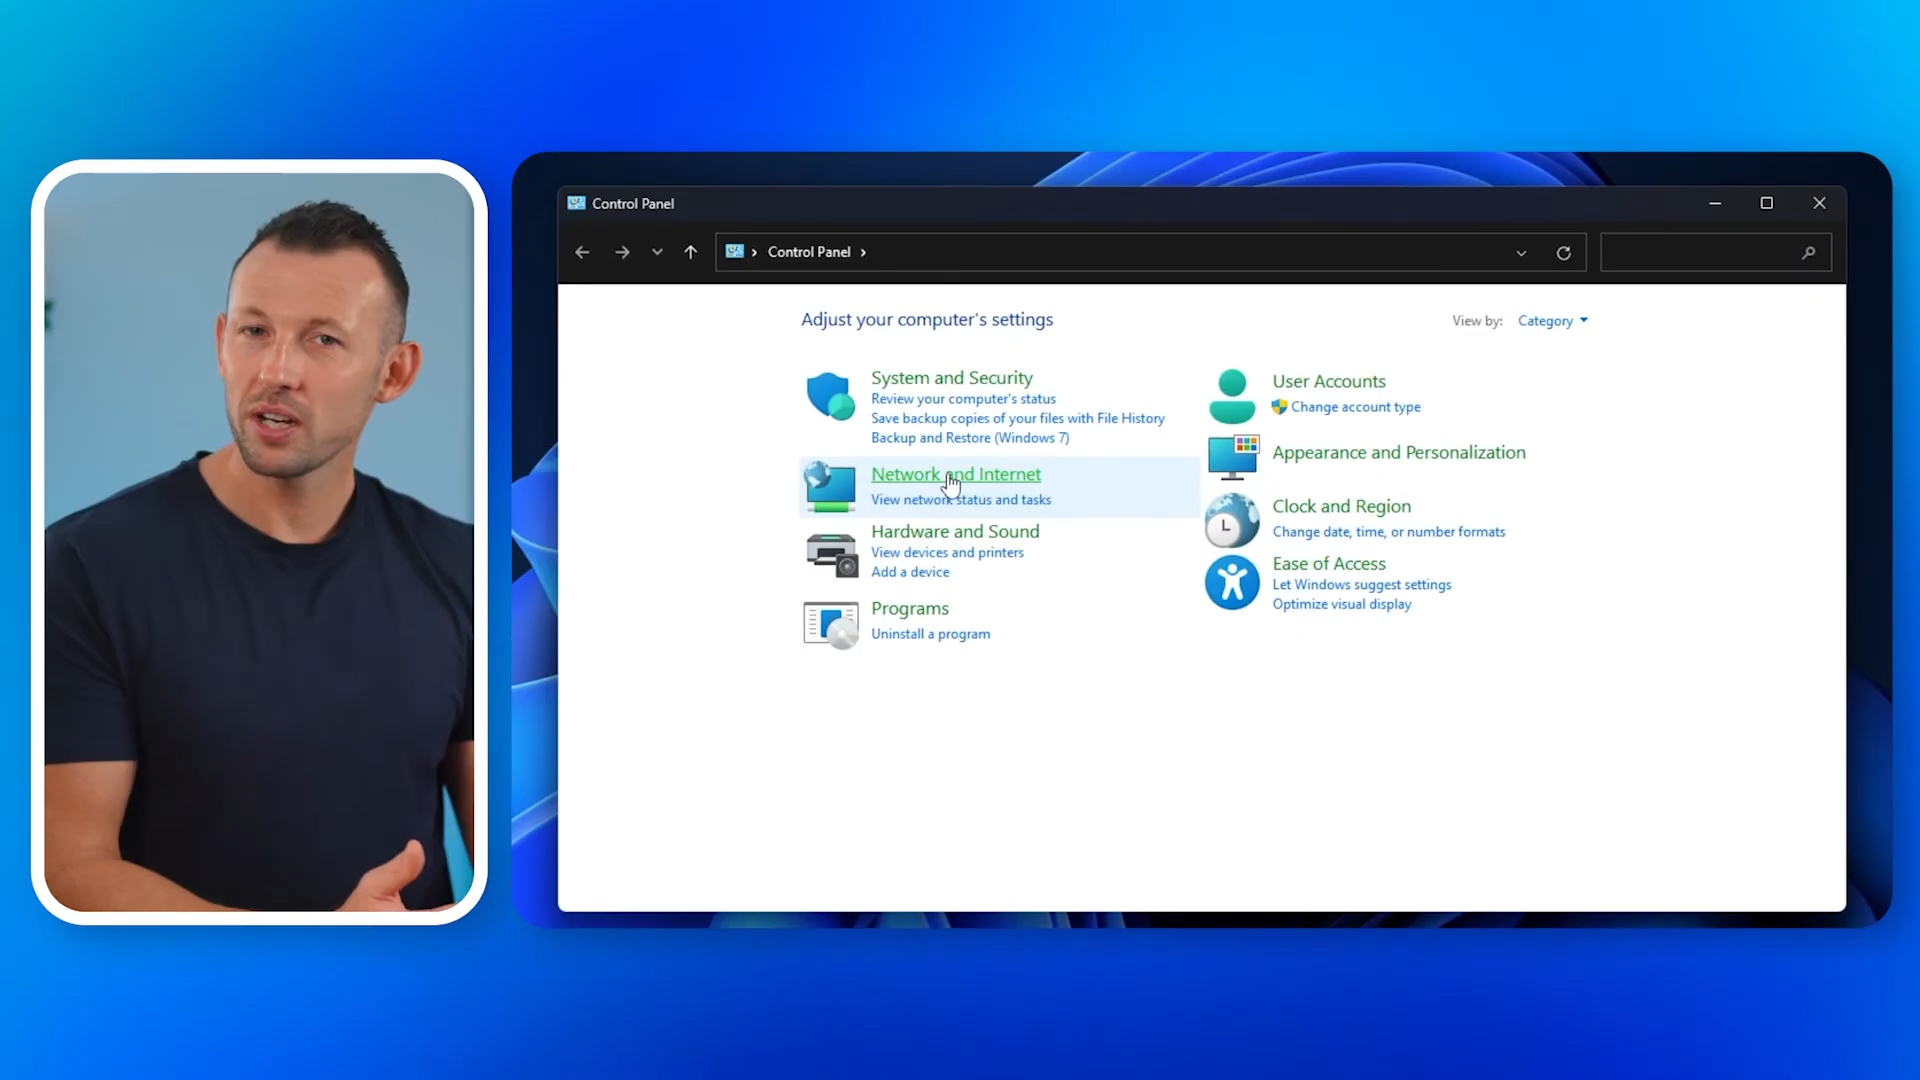 Control Panel
Control Panel
Adjust your computer's settings
View by: Category
System and Security
Review your computer's status
Save backup copies of your files with File History
Backup and Restore (Windows 7)
Network and Internet
View network status and tasks
Hardware and Sound
View devices and printers
Add a device
Programs
Uninstall a program
User Accounts
Change account type
Appearance and Personalization
Clock and Region
Change date, time, or number formats
Ease of Access
Let Windows suggest settings
Optimize visual display